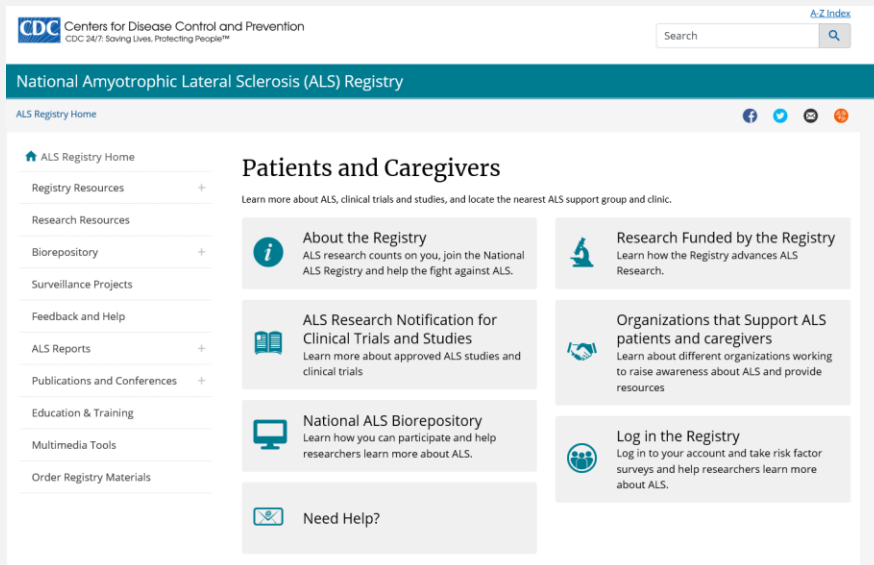 A-Z Index
CDC
Centers for Disease Control and Prevention
CDC 24/7: Saving Lives, Protecting People™
Search
National Amyotrophic Lateral Sclerosis (ALS) Registry
ALS Registry Home
ALS Registry Home
Registry Resources
Research Resources
Biorepository
Surveillance Projects
Feedback and Help
ALS Reports
Publications and Conferences
Education & Training
Multimedia Tools
Order Registry Materials
Patients and Caregivers
Learn more about ALS, clinical trials and studies, and locate the nearest ALS support group and clinic.
About the Registry
ALS research counts on you, join the National
ALS Registry and help the fight against ALS.
Research Funded by the Registry
Learn how the Registry advances ALS
Research.
ALS Research Notification for
Clinical Trials and Studies
Learn more about approved ALS studies and
clinical trials
Organizations that Support ALS
patients and caregivers
Learn about different organizations working
to raise awareness about ALS and provide
resources
National ALS Biorepository
Learn how you can participate and help
researchers learn more about ALS.
Log in the Registry
Log in to your account and take risk factor
surveys and help researchers learn more
about ALS.
Need Help?